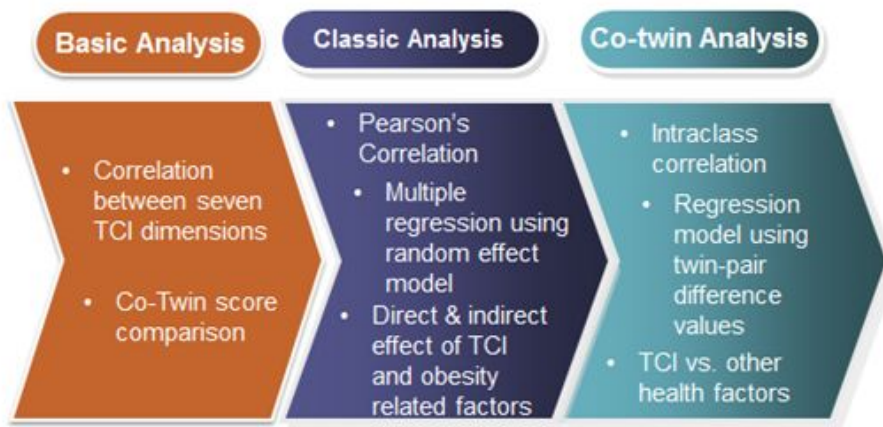 Basic Analysis
Classic Analysis
Co-twin Analysis
• Correlation
between seven
TCI dimensions
• Co-Twin score
comparison
• Pearson's
Correlation
• Multiple
regression using
random effect
model
• Direct & indirect
effect of TCI
and obesity
related factors
• Intraclass
correlation
• Regression
model using
twin-pair
difference
values
• TCI vs. other
health factors